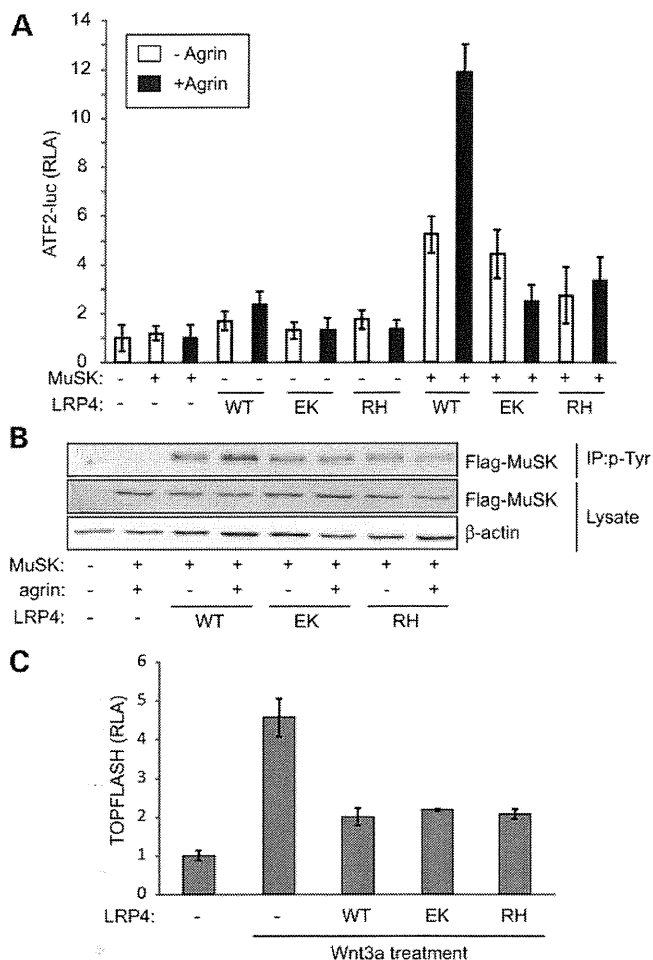 A
ATF2-luc (RLA)
14
12
10
8
6
4
2
0
- Agrin
+Agrin
MuSK: - + + - - - - - - + + + + + +
LRP4: - - - WT EK RH WT EK RH
B
Flag-MuSK IP:p-Tyr
Flag-MuSK Lysate
β-actin
MuSK: - + + + + + + +
agrin: - + - + - + - +
LRP4: - - WT EK RH
C
TOPFLASH (RLA)
6
5
4
3
2
1
0
LRP4: - - WT EK RH
Wnt3a treatment